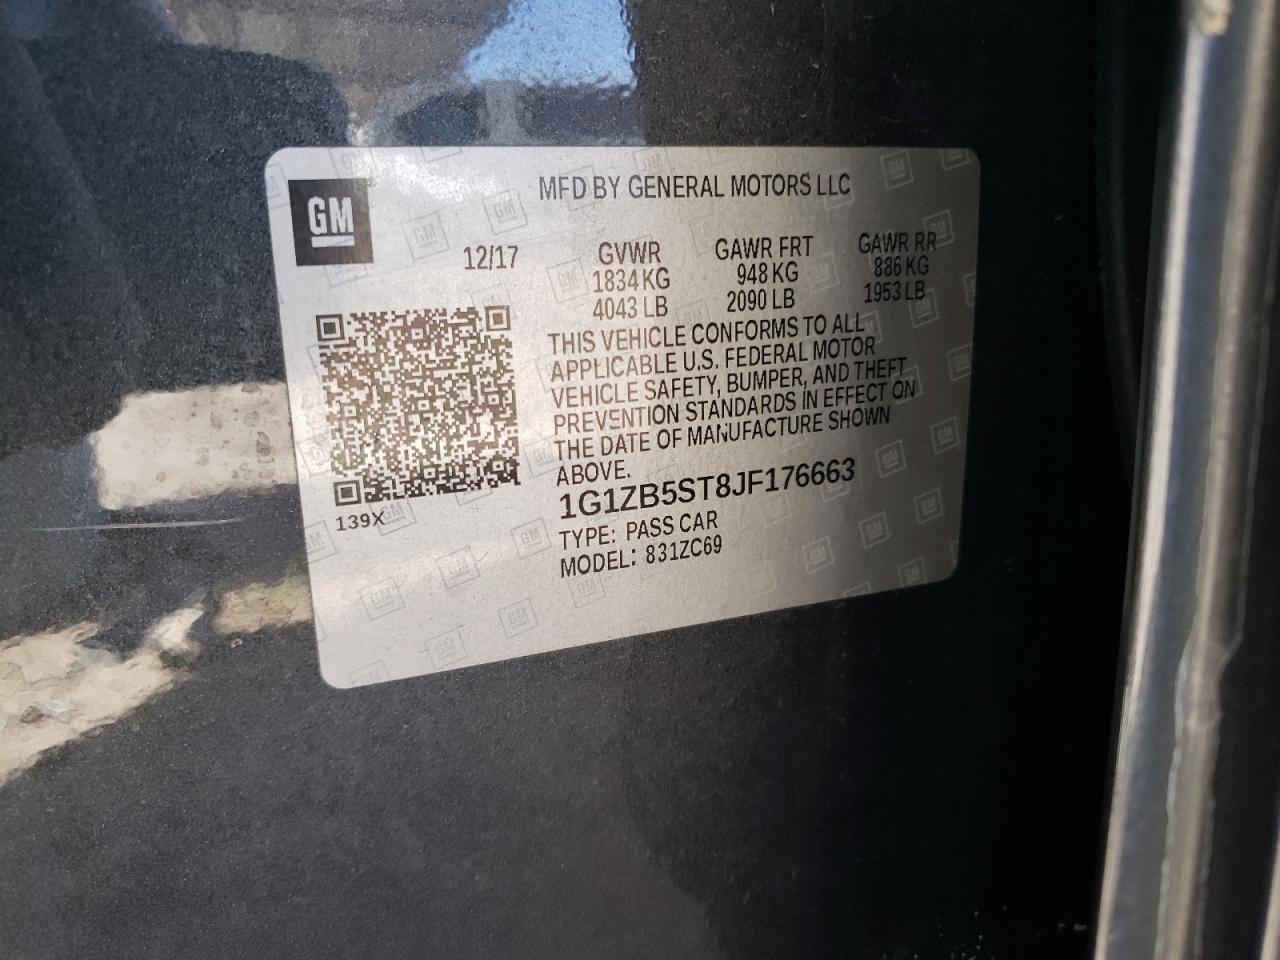 GM
MFD BY GENERAL MOTORS LLC
12/17 GVWR GAWR FRT GAWR RR
1834 KG 948 KG 886 KG
4043 LB 2090 LB 1953 LB
THIS VEHICLE CONFORMS TO ALL
APPLICABLE U.S. FEDERAL MOTOR
VEHICLE SAFETY, BUMPER, AND THEFT
PREVENTION STANDARDS IN EFFECT ON
THE DATE OF MANUFACTURE SHOWN
ABOVE.
1G1ZB5ST8JF176663
139X
TYPE: PASS CAR
MODEL: 831ZC69